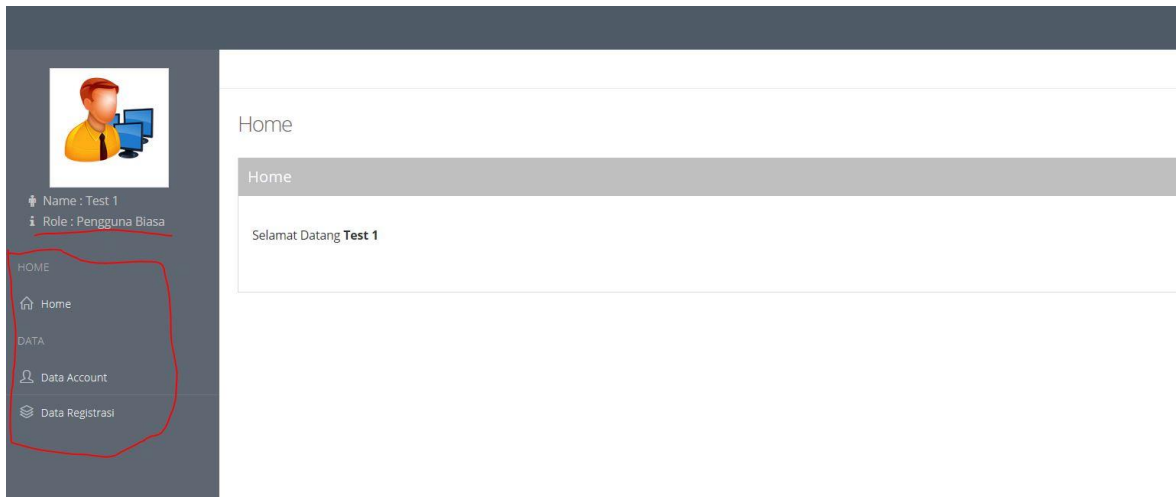 Name : Test 1
Role : Pengguna Biasa
HOME
Home
DATA
Data Account
Data Registrasi
Home
Home
Selamat Datang Test 1